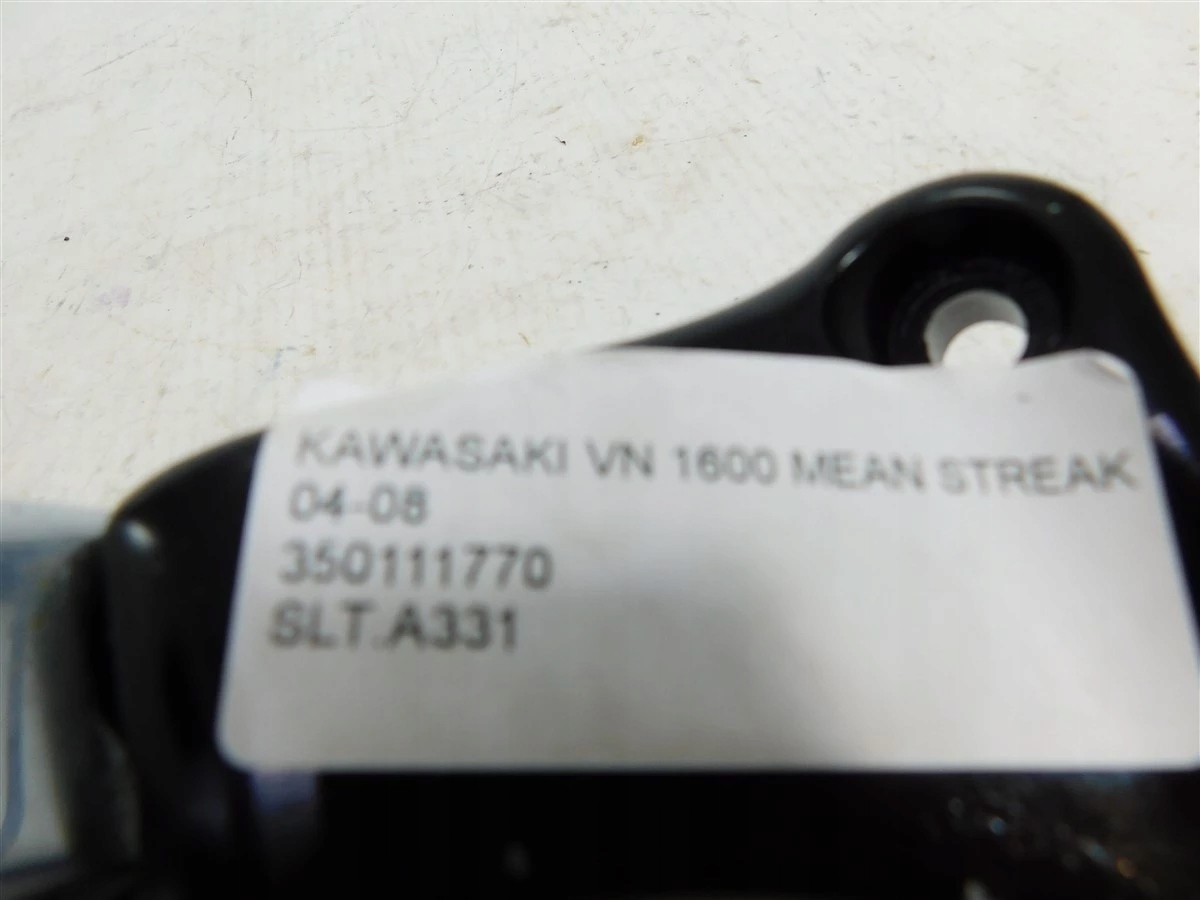 KAWASAKI VN 1600 MEAN STREAK
04-08
350111770
SLT.A331